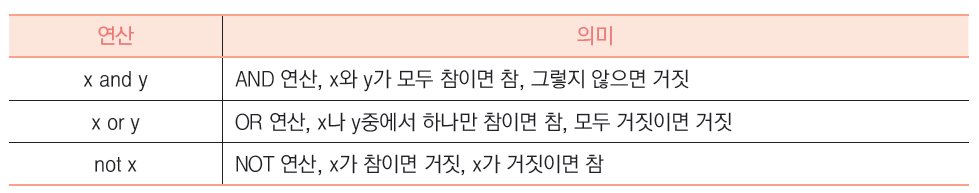 연산 의미
x and y AND 연산, x와 y가 모두 참이면 참, 그렇지 않으면 거짓
x or y OR 연산, x나 y중에서 하나만 참이면 참, 모두 거짓이면 거짓
not x NOT 연산, x가 참이면 거짓, x가 거짓이면 참